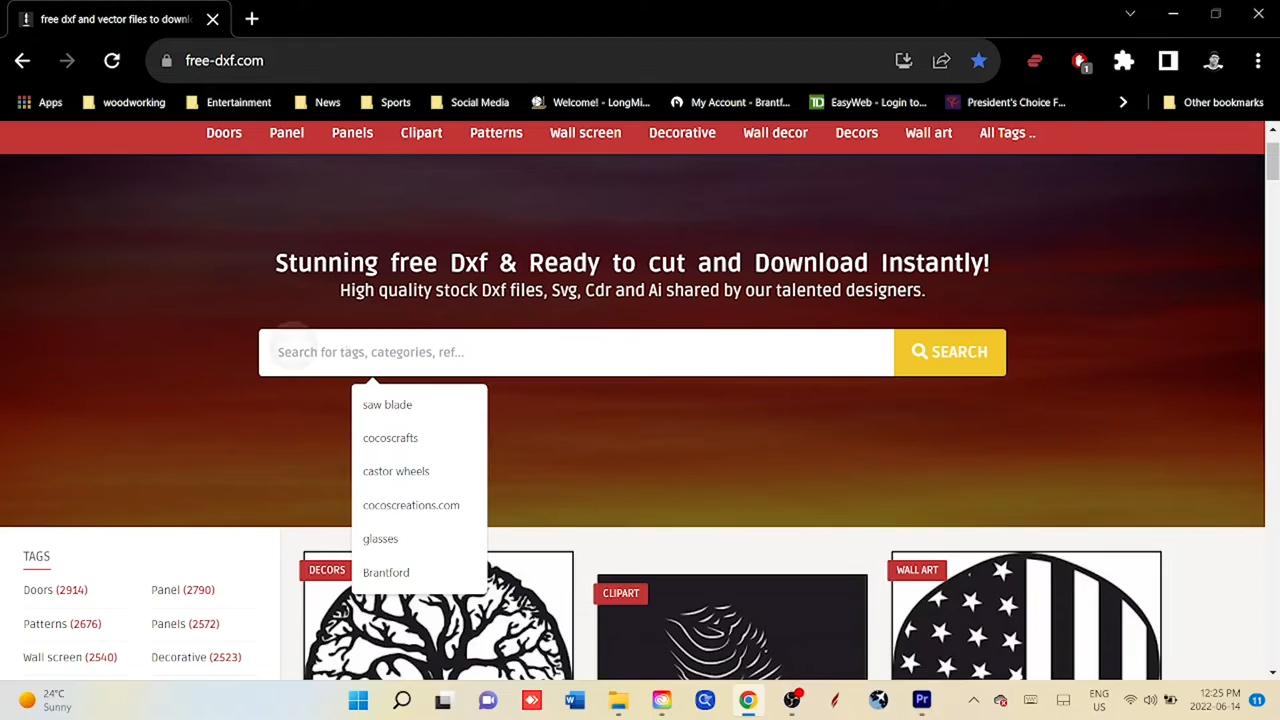 free dxf and vector files to downl
free-dxf.com
Apps
woodworking
Entertainment
News
Sports
Social Media
Welcome! - LongMi...
My Account - Brantf...
EasyWeb - Login to...
President's Choice F...
Other bookmarks
Doors
Panel
Panels
Clipart
Patterns
Wall screen
Decorative
Wall decor
Decors
Wall art
All Tags ..
Stunning free Dxf & Ready to cut and Download Instantly!
High quality stock Dxf files, Svg, Cdr and Ai shared by our talented designers.
Search for tags, categories, ref...
SEARCH
saw blade
cocoscrafts
castor wheels
cocoscreations.com
glasses
Brantford
TAGS
Doors (2914)
Panel (2790)
Patterns (2676)
Panels (2572)
Wall screen (2540)
Decorative (2523)
DECORS
CLIPART
WALL ART
24°C
Sunny
ENG
US
12:25 PM
2022-06-14
11